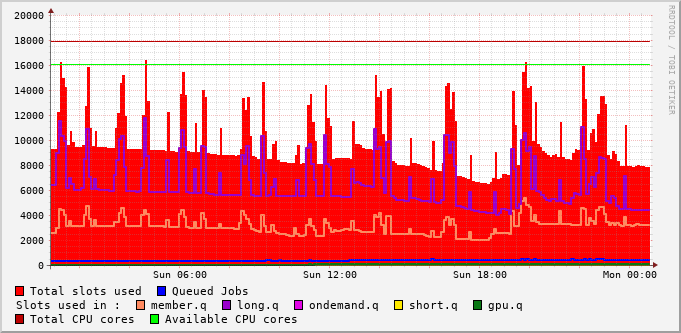 20000
18000
16000
14000
12000
10000
8000
6000
4000
2000
0
Sun 06:00 Sun 12:00 Sun 18:00 Mon 00:00
RRDTOOL / TOBI OETIKER
Total slots used Queued Jobs
Slots used in : member.q long.q ondemand.q short.q gpu.q
Total CPU cores Available CPU cores